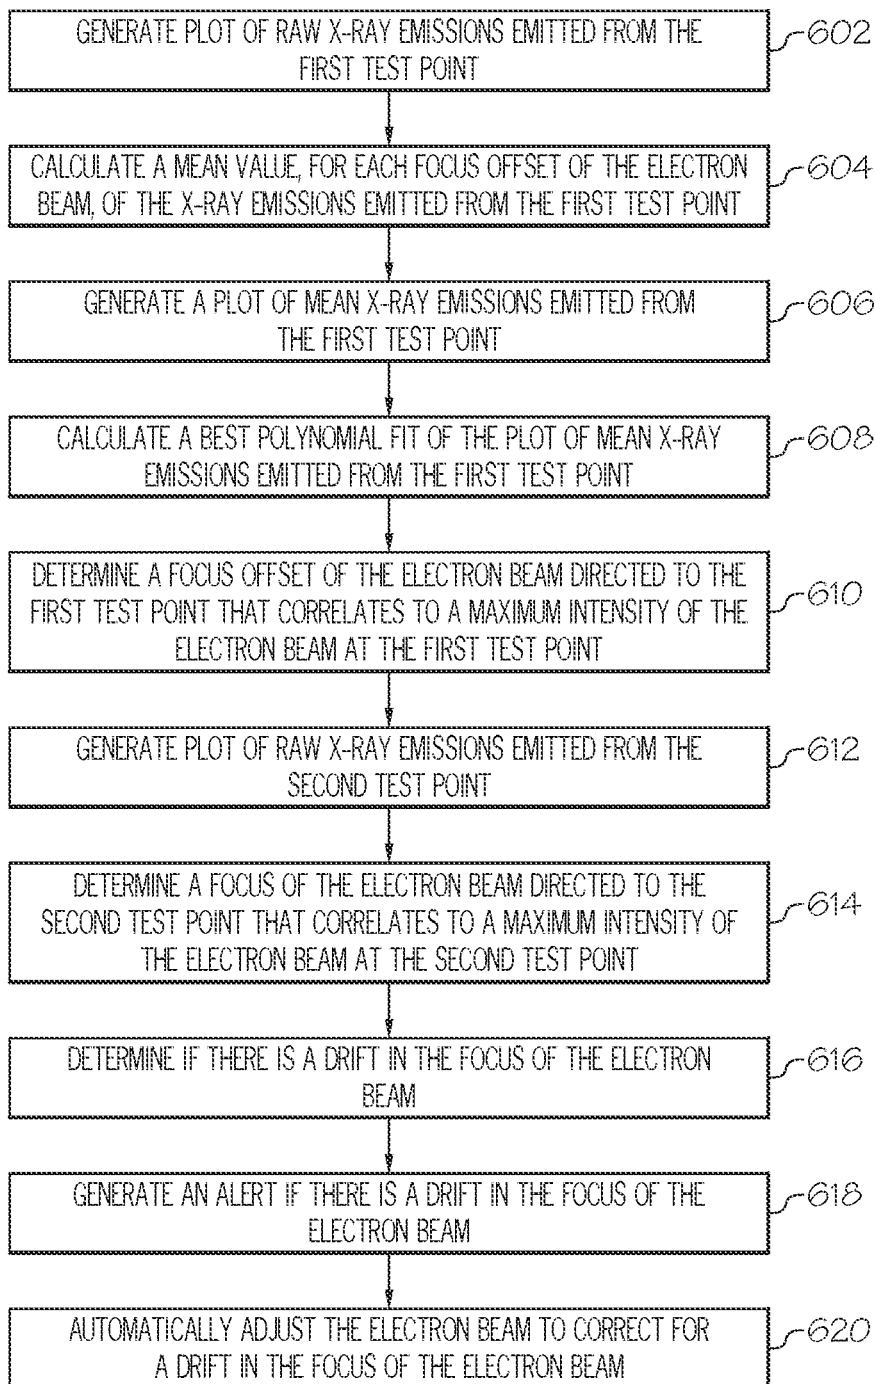 GENERATE PLOT OF RAW X-RAY EMISSIONS EMITTED FROM THE
FIRST TEST POINT
602
CALCULATE A MEAN VALUE, FOR EACH FOCUS OFFSET OF THE ELECTRON
BEAM, OF THE X-RAY EMISSIONS EMITTED FROM THE FIRST TEST POINT
604
GENERATE A PLOT OF MEAN X-RAY EMISSIONS EMITTED FROM
THE FIRST TEST POINT
606
CALCULATE A BEST POLYNOMIAL FIT OF THE PLOT OF MEAN X-RAY
EMISSIONS EMITTED FROM THE FIRST TEST POINT
608
DETERMINE A FOCUS OFFSET OF THE ELECTRON BEAM DIRECTED TO THE
FIRST TEST POINT THAT CORRELATES TO A MAXIMUM INTENSITY OF THE
ELECTRON BEAM AT THE FIRST TEST POINT
610
GENERATE PLOT OF RAW X-RAY EMISSIONS EMITTED FROM THE
SECOND TEST POINT
612
DETERMINE A FOCUS OF THE ELECTRON BEAM DIRECTED TO THE
SECOND TEST POINT THAT CORRELATES TO A MAXIMUM INTENSITY OF
THE ELECTRON BEAM AT THE SECOND TEST POINT
614
DETERMINE IF THERE IS A DRIFT IN THE FOCUS OF THE ELECTRON
BEAM
616
GENERATE AN ALERT IF THERE IS A DRIFT IN THE FOCUS OF THE
ELECTRON BEAM
618
AUTOMATICALLY ADJUST THE ELECTRON BEAM TO CORRECT FOR
A DRIFT IN THE FOCUS OF THE ELECTRON BEAM
620